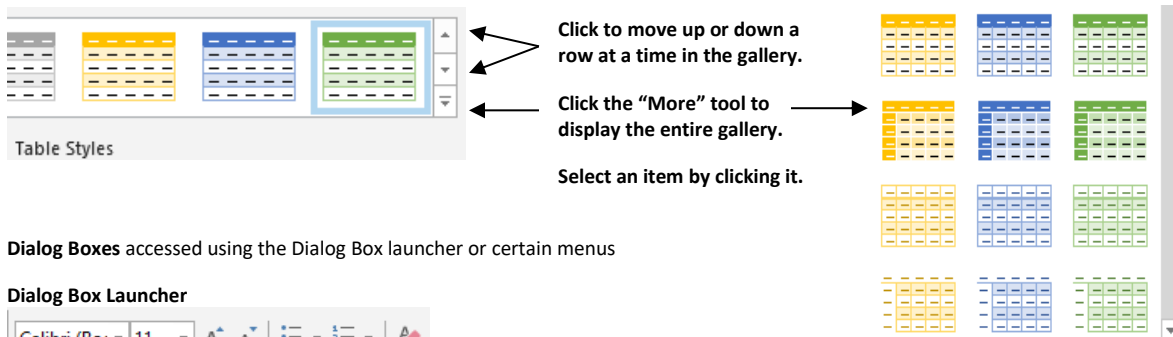 Click to move up or down a
row at a time in the gallery.
Click the “More” tool to
display the entire gallery.
Table Styles
Select an item by clicking it.
Dialog Boxes accessed using the Dialog Box launcher or certain menus
Dialog Box Launcher
11